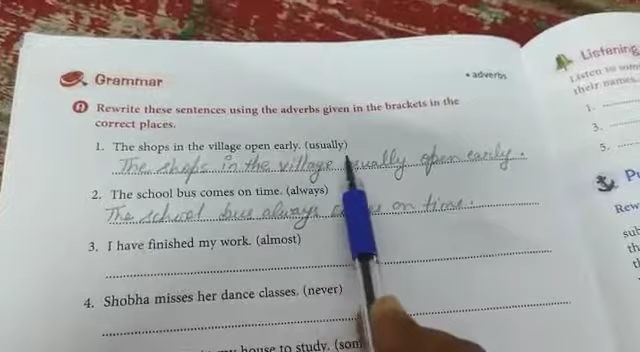 Grammar
• adverbs
A Rewrite these sentences using the adverbs given in the brackets in the
correct places.
1. The shops in the village open early. (usually)
The shops in the village usually open early.
2. The school bus comes on time. (always)
The school bus always on time.
3. I have finished my work. (almost)
4. Shobha misses her dance classes. (never)
house to study.
Listening
Listen to
their names.
1.
3.
5.